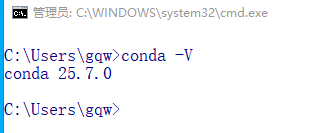 管理员: C:\WINDOWS\system32\cmd.exe
C:\Users\gqw>conda -V
conda 25.7.0
C:\Users\gqw>